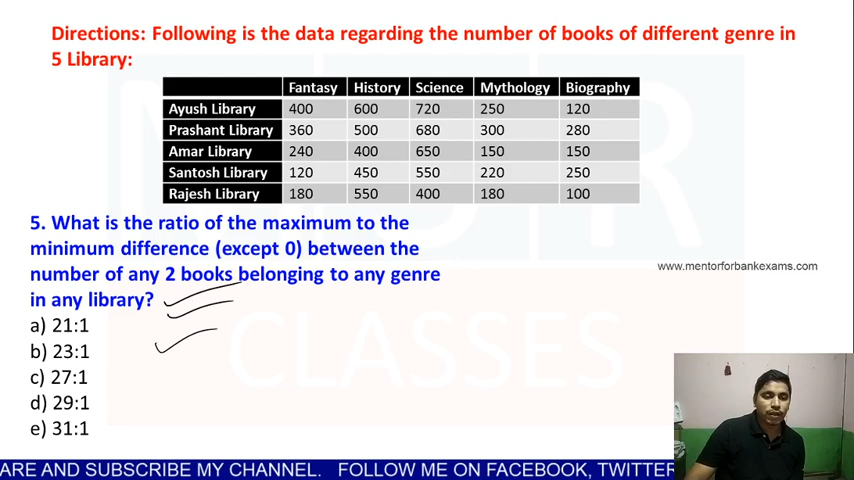 Directions: Following is the data regarding the number of books of different genre in
5 Library:
Fantasy History Science Mythology Biography
Ayush Library 400 600 720 250 120
Prashant Library 360 500 680 300 280
Amar Library 240 400 650 150 150
Santosh Library 120 450 550 220 250
Rajesh Library 180 550 400 180 100
5. What is the ratio of the maximum to the
minimum difference (except 0) between the
number of any 2 books belonging to any genre
in any library?
www.mentorforbankexams.com
a) 21:1
b) 23:1
c) 27:1
d) 29:1
e) 31:1
CLASSES
ARE AND SUBSCRIBE MY CHANNEL. FOLLOW ME ON FACEBOOK, TWITTER